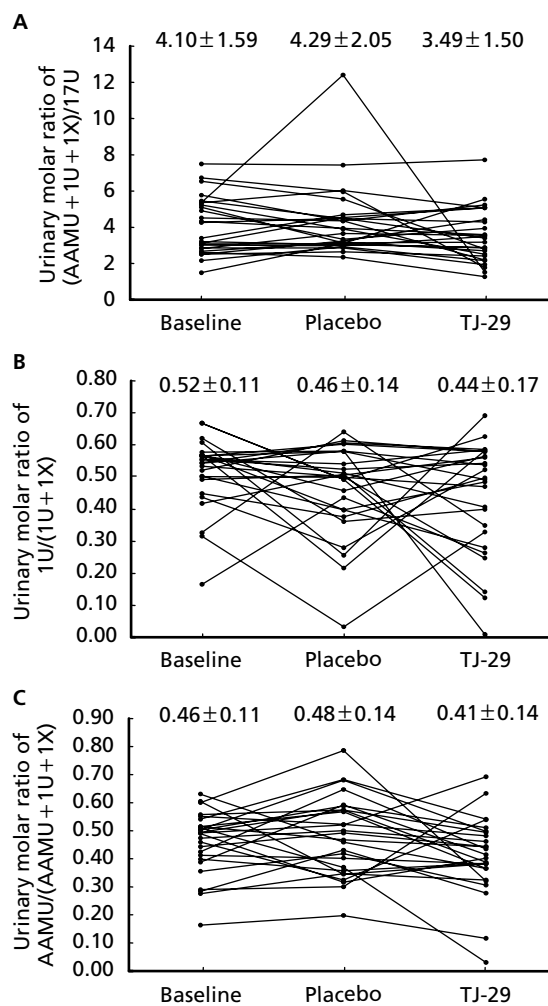 A
4.10±1.59 4.29±2.05 3.49±1.50
Urinary molar ratio of
(AAMU+1U+1X)/17U
14
12
10
8
6
4
2
0
Baseline Placebo TJ-29
B
0.52±0.11 0.46±0.14 0.44±0.17
Urinary molar ratio of
1U/(1U+1X)
0.80
0.70
0.60
0.50
0.40
0.30
0.20
0.10
0.00
Baseline Placebo TJ-29
C
0.46±0.11 0.48±0.14 0.41±0.14
Urinary molar ratio of
AAMU/(AAMU+1U+1X)
0.90
0.80
0.70
0.60
0.50
0.40
0.30
0.20
0.10
0.00
Baseline Placebo TJ-29